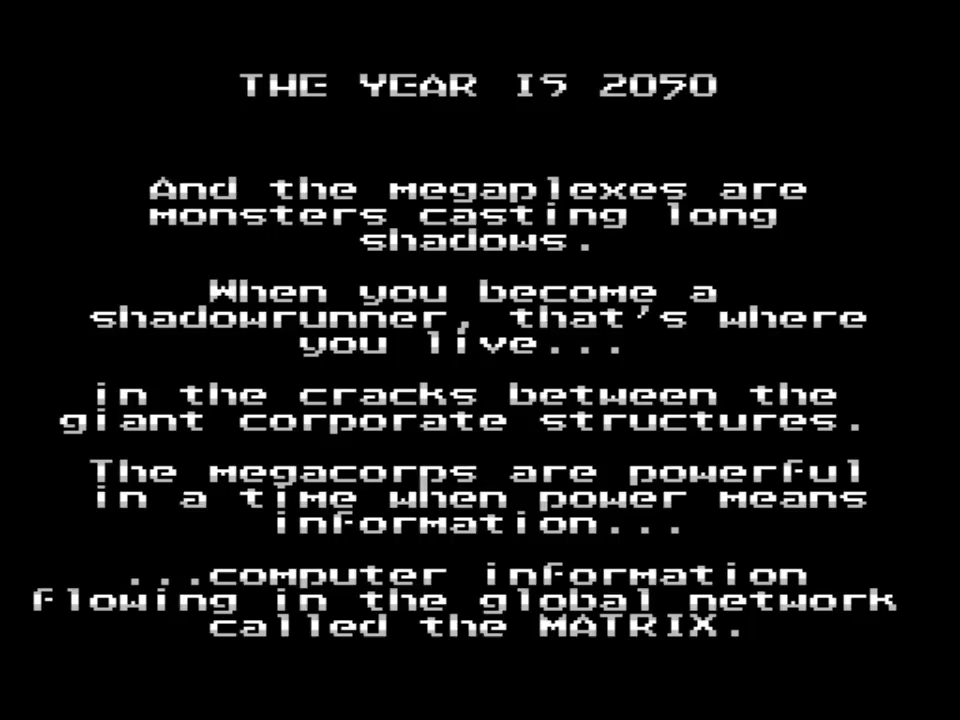 THE YEAR IS 2050
And the megaplexes are
monsters casting long
shadows.
When you become a
shadowrunner, that's where
you live...
in the cracks between the
giant corporate structures.
The megacorps are powerful
in a time when power means
information...
...computer information
flowing in the global network
called the MATRIX.